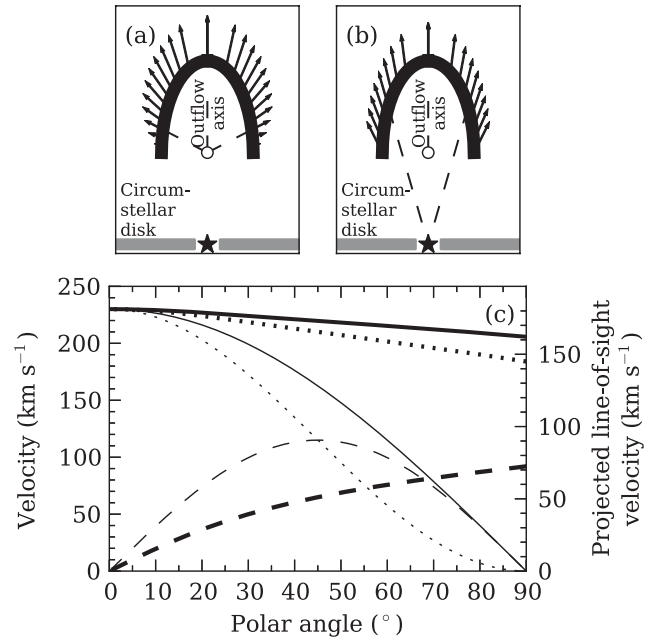 (a)
Outflow
axis
Circum-
stellar
disk
(b)
Outflow
axis
Circum-
stellar
disk
(c)
250
200
150
100
50
0
Velocity (km s⁻¹)
150
100
50
0
Projected line-of-sight
velocity (km s⁻¹)
0 10 20 30 40 50 60 70 80 90
Polar angle (°)